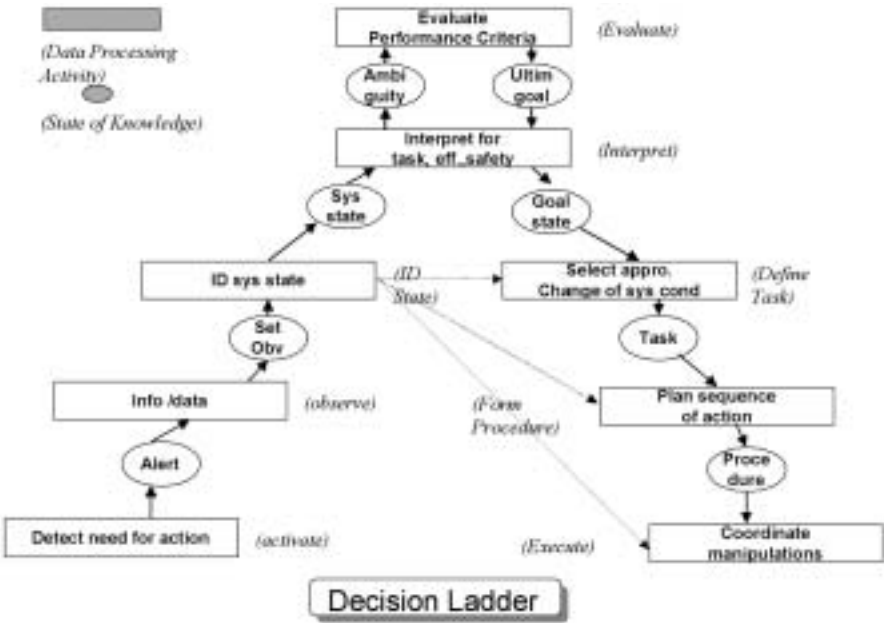 Evaluate
Performance Criteria
(Evaluate)
(Data Processing
Activity)
(State of Knowledge)
Ambi
guity
Ultim
goal
Interpret for
task, eff_safety
(Interpret)
Sys
state
Goal
state
ID sys state
(ID
State)
Select appro.
Change of sys cond
(Define
Task)
Set
Obv
Task
Info /data
(observe)
(Form
Procedure)
Plan sequence
of action
Alert
Proce
dure
Detect need for action
(activate)
(Execute)
Coordinate
manipulations
Decision Ladder